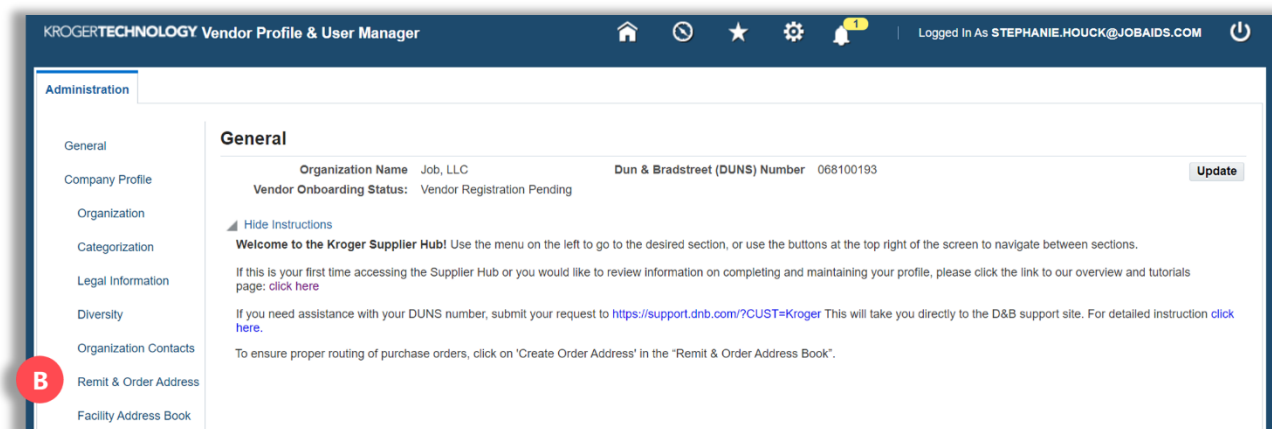 KROGERTECHNOLOGY. Vendor Profile & User Manager
1
Logged In As STEPHANIE.HOUCK@JOBAIDS.COM
Administration
General
Company Profile
Organization
Categorization
Legal Information
Diversity
Organization Contacts
B
Remit & Order Address
Facility Address Book
General
Organization Name Job, LLC
Dun & Bradstreet (DUNS) Number 068100193
Update
Vendor Onboarding Status: Vendor Registration Pending
Hide Instructions
Welcome to the Kroger Supplier Hub! Use the menu on the left to go to the desired section, or use the buttons at the top right of the screen to navigate between sections.
If this is your first time accessing the Supplier Hub or you would like to review information on completing and maintaining your profile, please click the link to our overview and tutorials
page: click here
If you need assistance with your DUNS number, submit your request to https://support.dnb.com/?CUST=Kroger This will take you directly to the D&B support site. For detailed instruction click
here.
To ensure proper routing of purchase orders, click on 'Create Order Address' in the "Remit & Order Address Book".